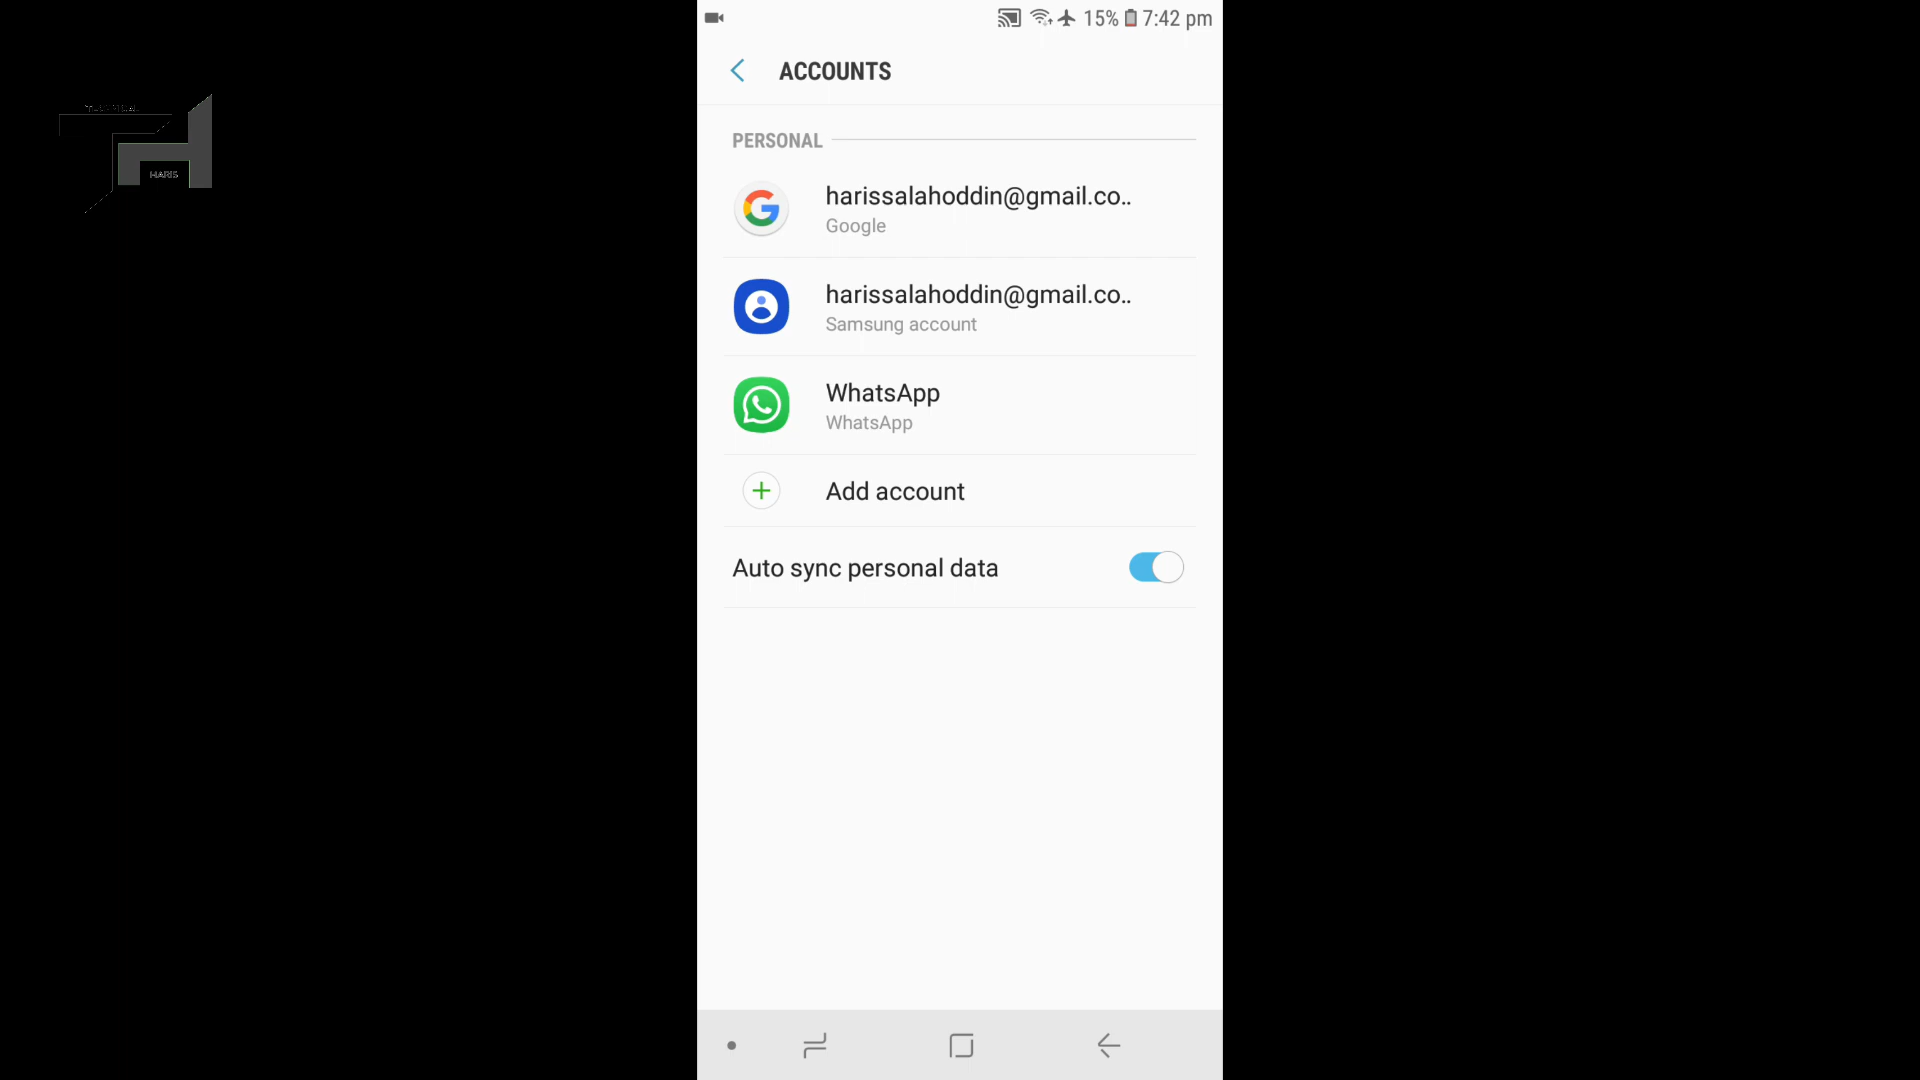 15% 7:42 pm
ACCOUNTS
HARIS
PERSONAL
harissalahoddin@gmail.co..
Google
harissalahoddin@gmail.co..
Samsung account
WhatsApp
WhatsApp
Add account
Auto sync personal data